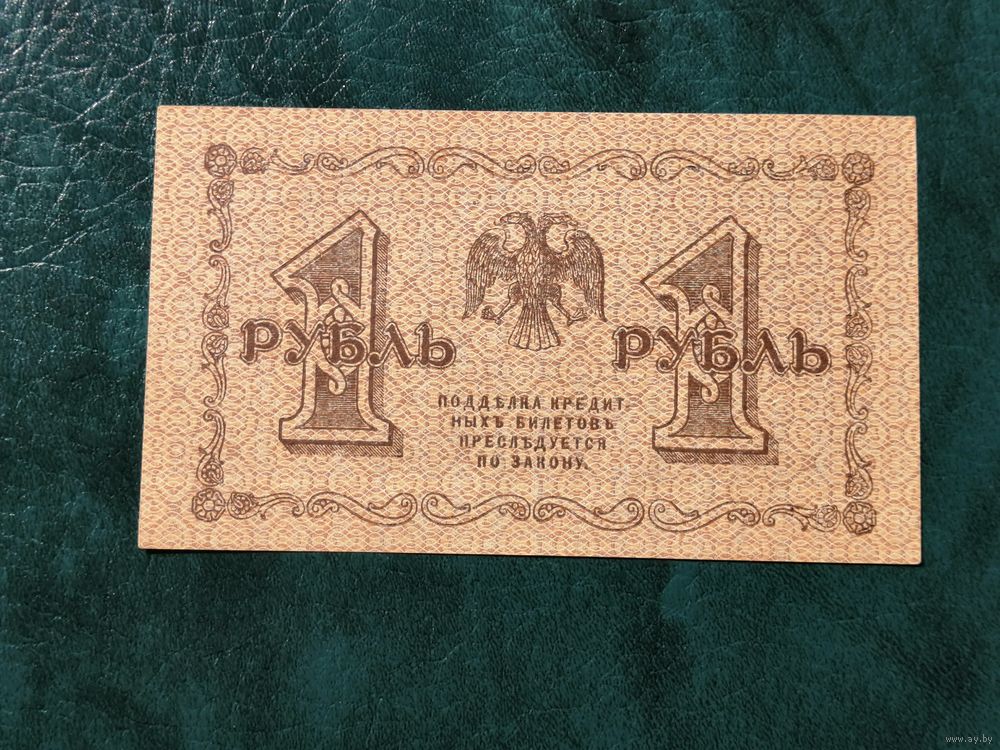 1 РУБЛЬ
1 РУБЛЬ
ПОДДѢЛКА КРЕДИТ
НЫХЪ БИЛЕТОВЪ
ПРЕСЛѢДУЕТСЯ
ПО ЗАКОНУ.
www.ay.by